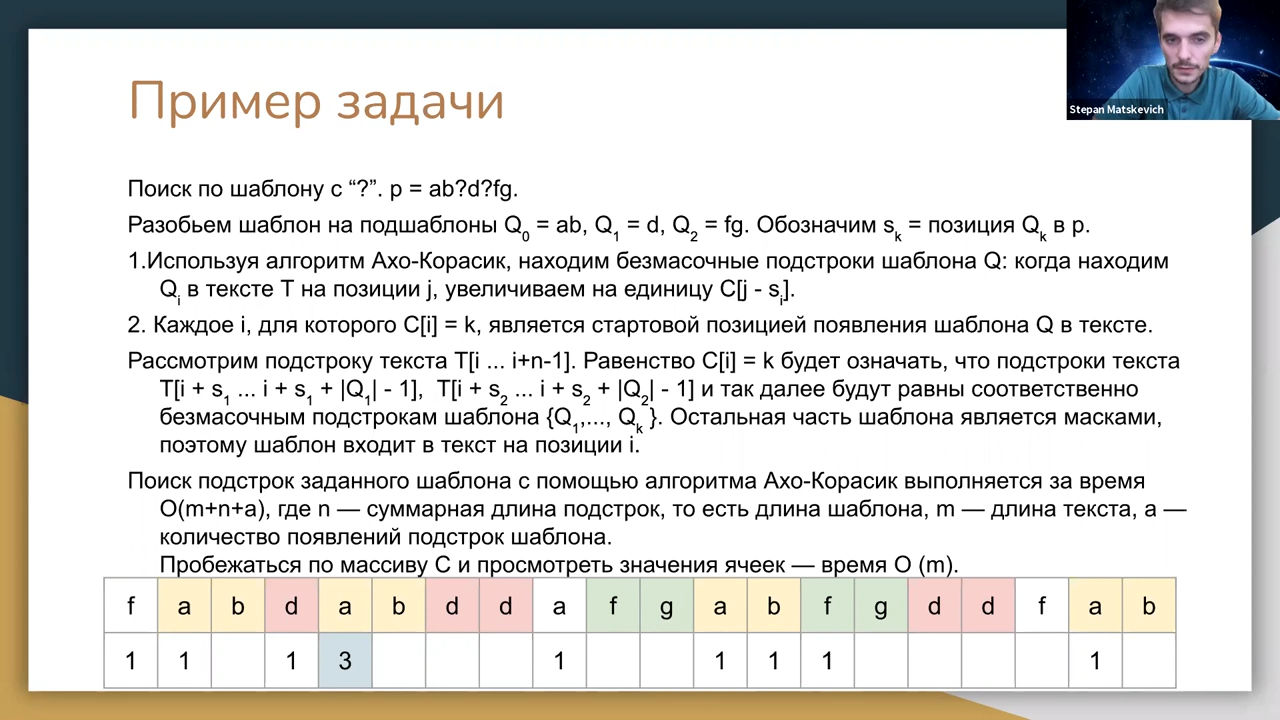 Stepan Matskevich
Пример задачи
Поиск по шаблону с “?”. p = ab?d?fg.
Разобьем шаблон на подшаблоны Q0 = ab, Q1 = d, Q2 = fg. Обозначим sk = позиция Qk в p.
1.Используя алгоритм Ахо-Корасик, находим безмасочные подстроки шаблона Q: когда находим
Qi в тексте T на позиции j, увеличиваем на единицу C[j - si].
2. Каждое i, для которого C[i] = k, является стартовой позицией появления шаблона Q в тексте.
Рассмотрим подстроку текста T[i ... i+n-1]. Равенство C[i] = k будет означать, что подстроки текста
T[i + s1 ... i + s1 + |Q1| - 1], T[i + s2 ... i + s2 + |Q2| - 1] и так далее будут равны соответственно
безмасочным подстрокам шаблона {Q1,..., Qk }. Остальная часть шаблона является масками,
поэтому шаблон входит в текст на позиции i.
Поиск подстрок заданного шаблона с помощью алгоритма Ахо-Корасик выполняется за время
O(m+n+a), где n — суммарная длина подстрок, то есть длина шаблона, m — длина текста, a —
количество появлений подстрок шаблона.
Пробежаться по массиву C и просмотреть значения ячеек — время O (m).
f a b d a b d d a f g a b f g d d f a b
1 1 1 3 1 1 1 1 1